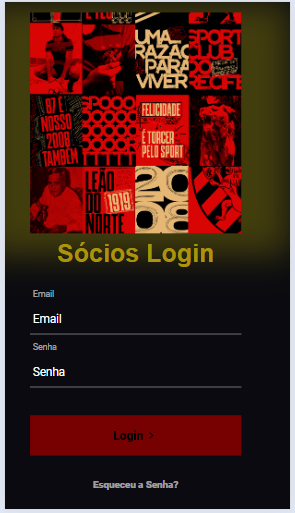 UMA
RAZÃO
PARA
VIVER
SPORT
CLUB
DO
RECIFE
87 É
NOSSO
2008
TAMBÉM
FELICIDADE
É TORCER
PELO SPORT
LEÃO
DO
NORTE
1919
Sócios Login
Email
Email
Senha
Senha
Login >
Esqueceu a Senha?